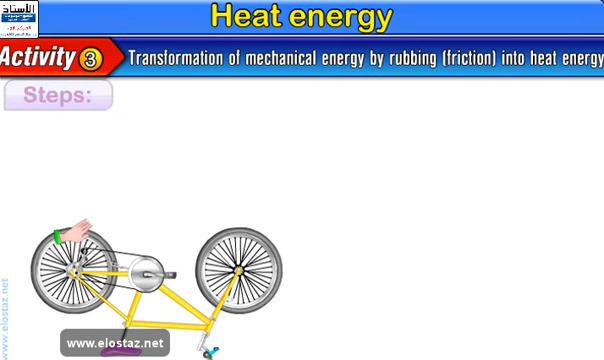 الأستاذ
Heat energy
Activity 3
Transformation of mechanical energy by rubbing (friction) into heat energy
Steps:
www.elostaz.net
www.elostaz.net